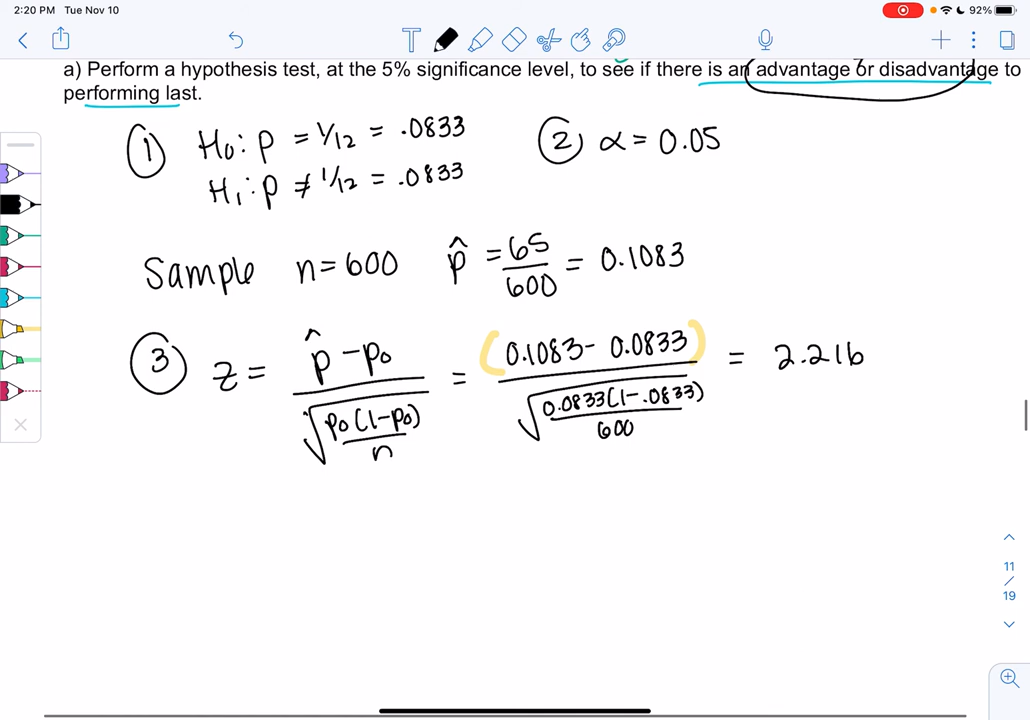 2:20 PM Tue Nov 10
92%
a) Perform a hypothesis test, at the 5% significance level, to see if there is an advantage or disadvantage to
performing last.
① H₀: p = 1/12 = .0833 ② α = 0.05
H₁: p ≠ 1/12 = .0833
Sample n=600 p̂ = 65/600 = 0.1083
③ z = (p̂ - p₀)/√(p₀(1-p₀)/n) = (0.1083 - 0.0833)/√(0.0833(1-.0833)/600) = 2.216
11
/
19